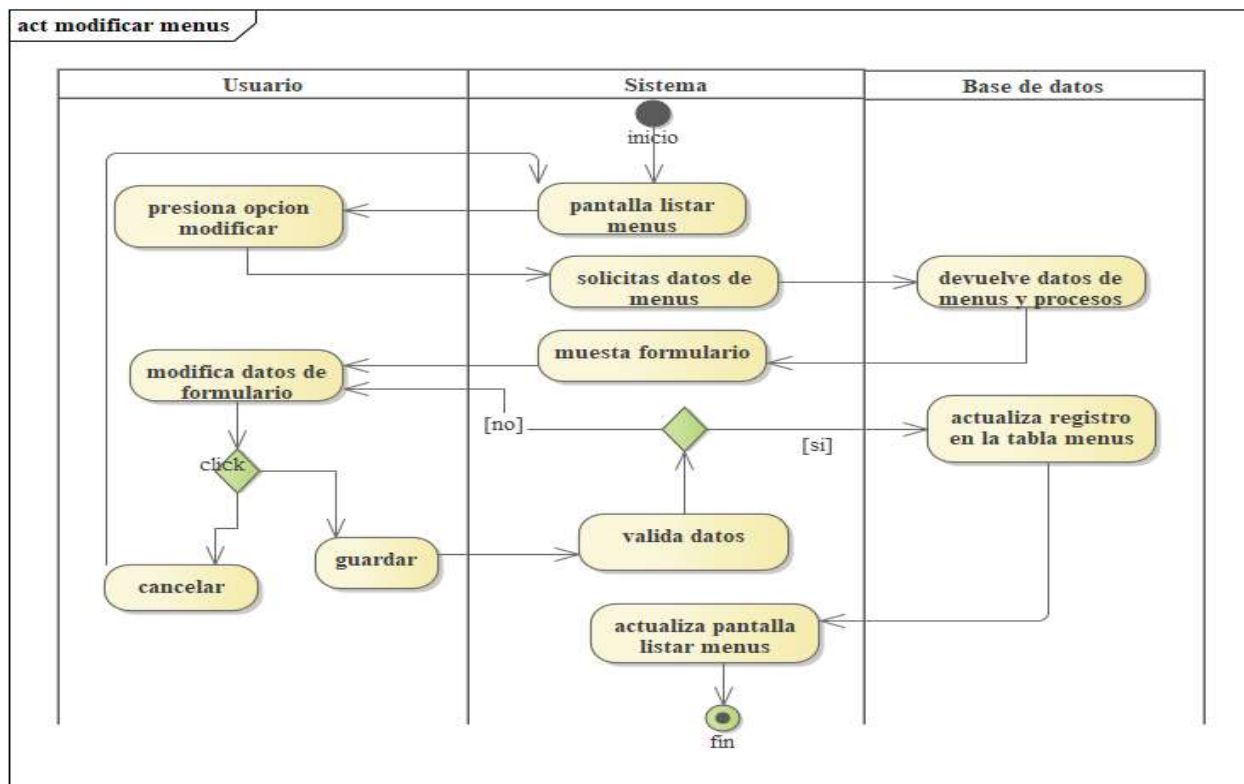 act modificar menus
Usuario
Sistema
Base de datos
inicio
presiona opcion
modificar
pantalla listar
menus
solicitas datos de
menus
devuelve datos de
menus y procesos
muesta formulario
modifica datos de
formulario
[no]
[si]
actualiza registro
en la tabla menus
click
valida datos
guardar
cancelar
actualiza pantalla
listar menus
fin